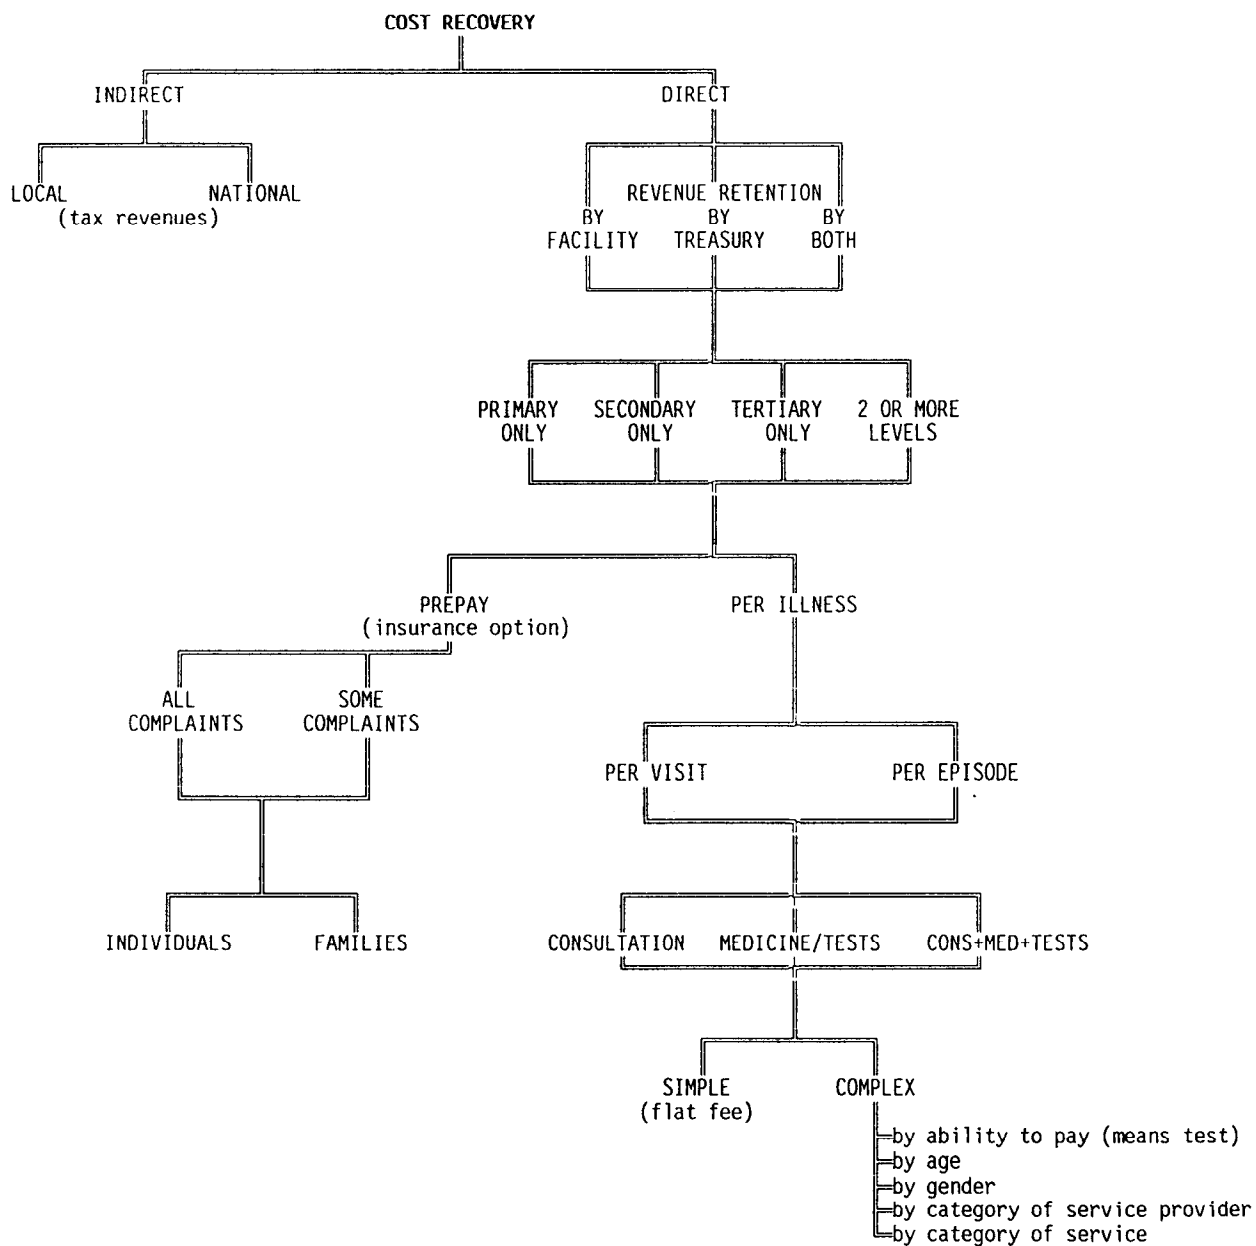 COST RECOVERY
INDIRECT DIRECT
LOCAL NATIONAL
(tax revenues)
REVENUE RETENTION
BY BY BY
FACILITY TREASURY BOTH
PRIMARY SECONDARY TERTIARY 2 OR MORE
ONLY ONLY ONLY LEVELS
PREPAY PER ILLNESS
(insurance option)
ALL SOME
COMPLAINTS COMPLAINTS
PER VISIT PER EPISODE
INDIVIDUALS FAMILIES CONSULTATION MEDICINE/TESTS CONS+MED+TESTS
SIMPLE COMPLEX
(flat fee)
by ability to pay (means test)
by age
by gender
by category of service provider
by category of service